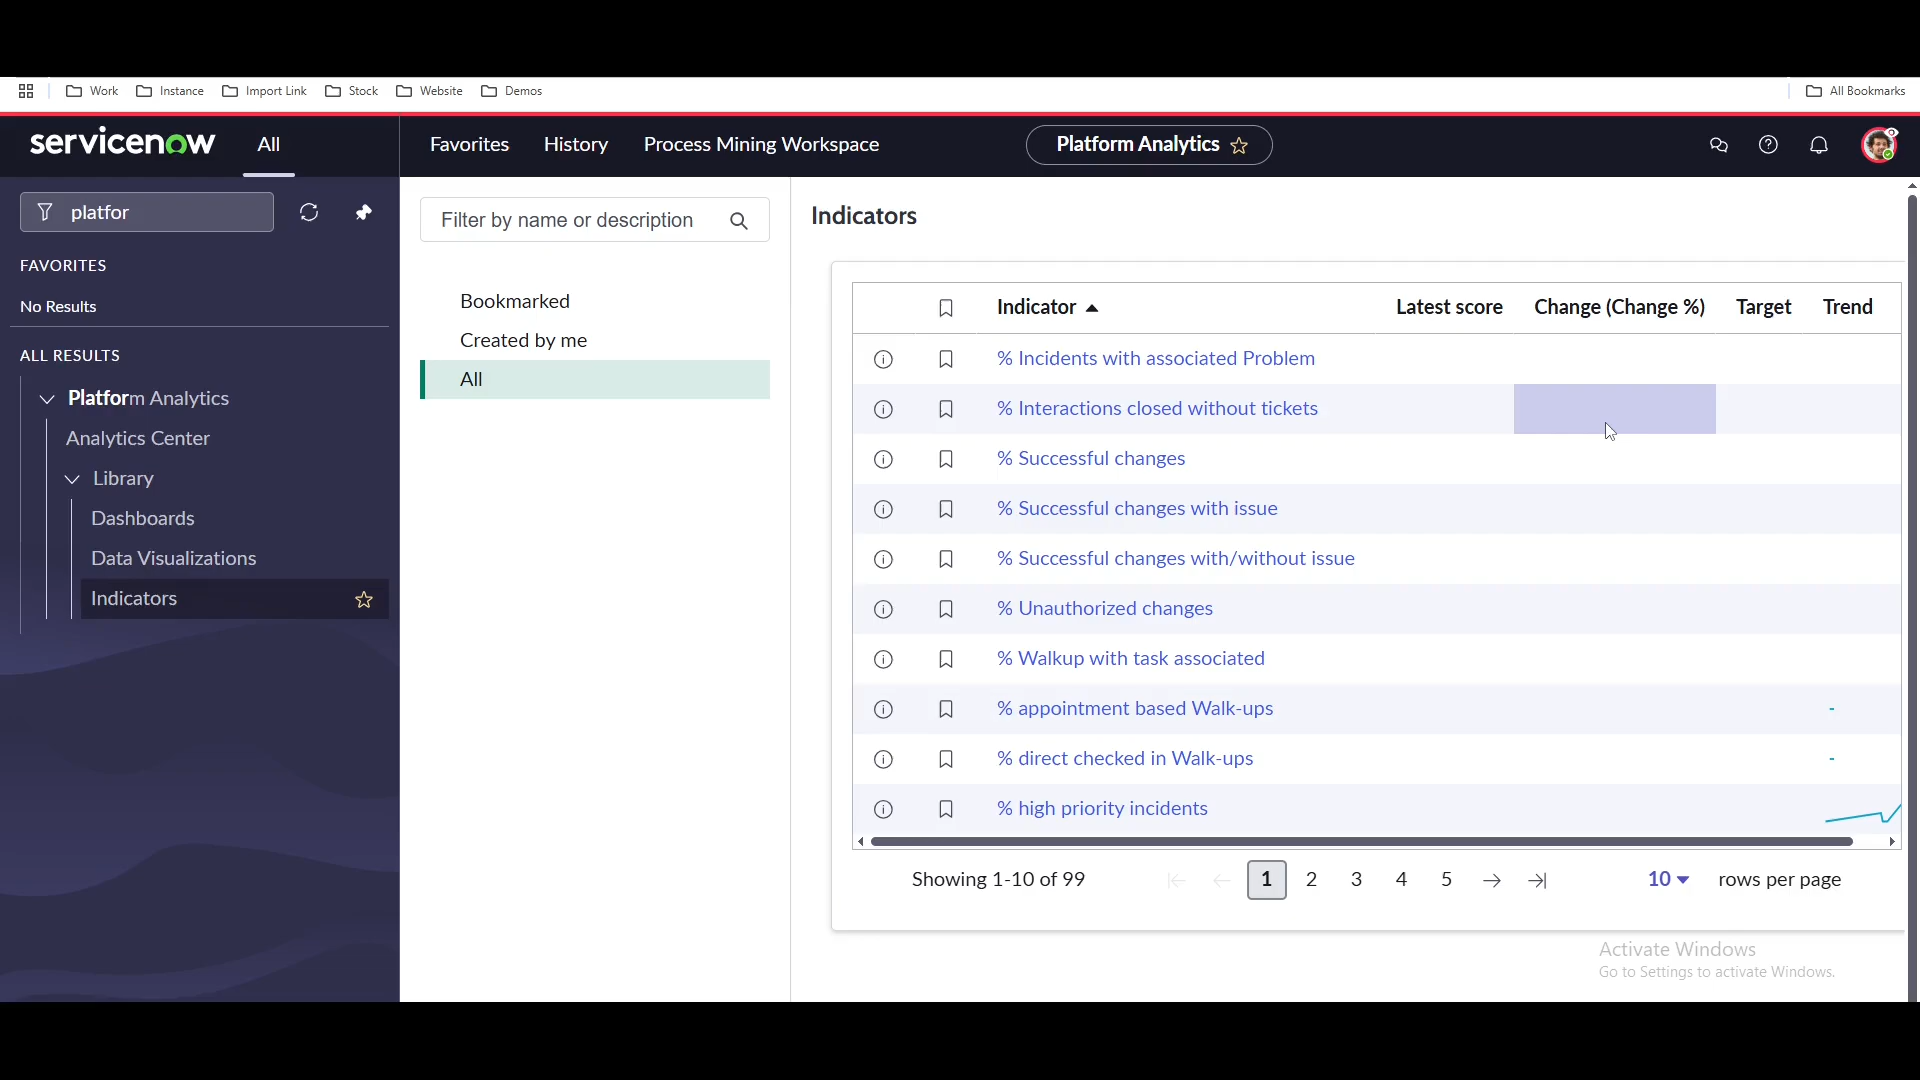 Work
Instance
Import Link
Stock
Website
Demos
All Bookmarks
servicenow
All
Favorites
History
Process Mining Workspace
Platform Analytics
platfor
FAVORITES
No Results
ALL RESULTS
Platform Analytics
Analytics Center
Library
Dashboards
Data Visualizations
Indicators
Filter by name or description
Bookmarked
Created by me
All
Indicators
Indicator Latest score Change (Change %) Target Trend
% Incidents with associated Problem
% Interactions closed without tickets
% Successful changes
% Successful changes with issue
% Successful changes with/without issue
% Unauthorized changes
% Walkup with task associated
% appointment based Walk-ups -
% direct checked in Walk-ups -
% high priority incidents
Showing 1-10 of 99 1 2 3 4 5 10 rows per page
Activate Windows
Go to Settings to activate Windows.